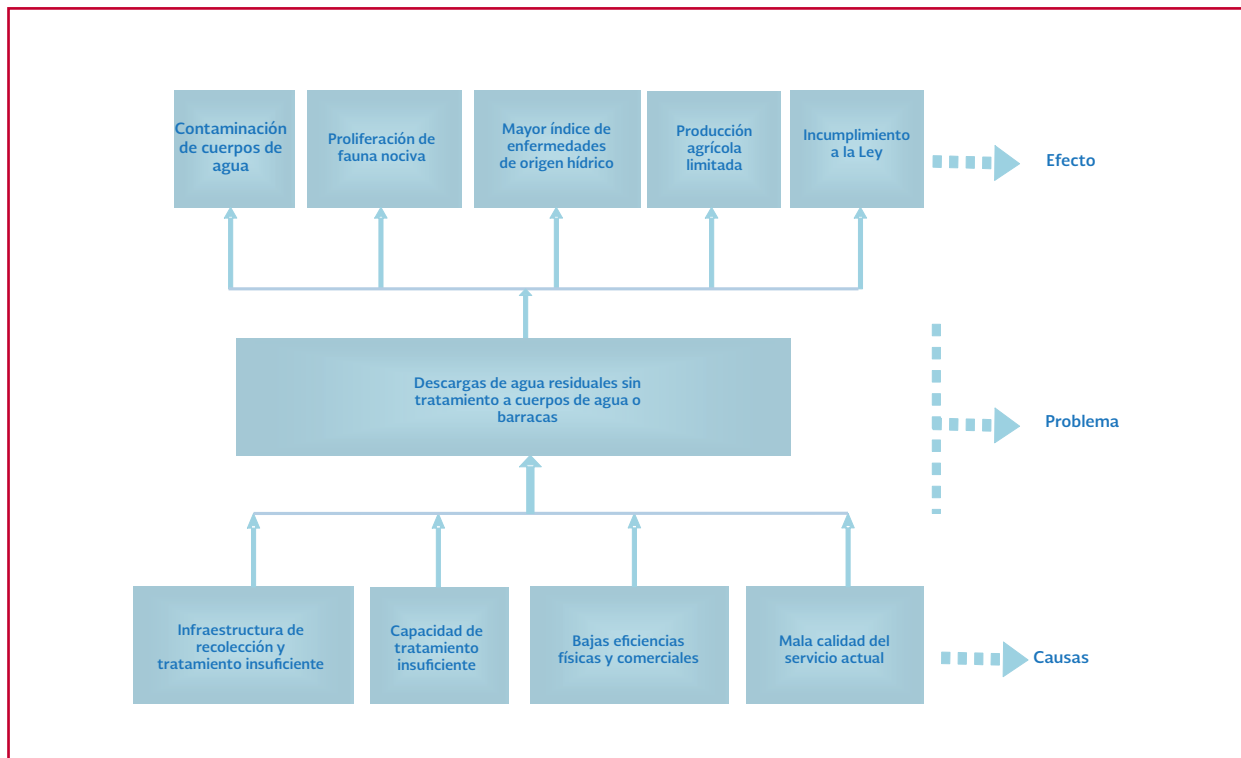 Contaminación
de cuerpos de
agua
Proliferación de
fauna nociva
Mayor índice de
enfermedades
de origen hídrico
Producción
agrícola
limitada
Incumplimiento
a la Ley
Efecto
Descargas de agua residuales sin
tratamiento a cuerpos de agua o
barracas
Problema
Infraestructura de
recolección y
tratamiento insuficiente
Capacidad de
tratamiento
insuficiente
Bajas eficiencias
físicas y comerciales
Mala calidad del
servicio actual
Causas